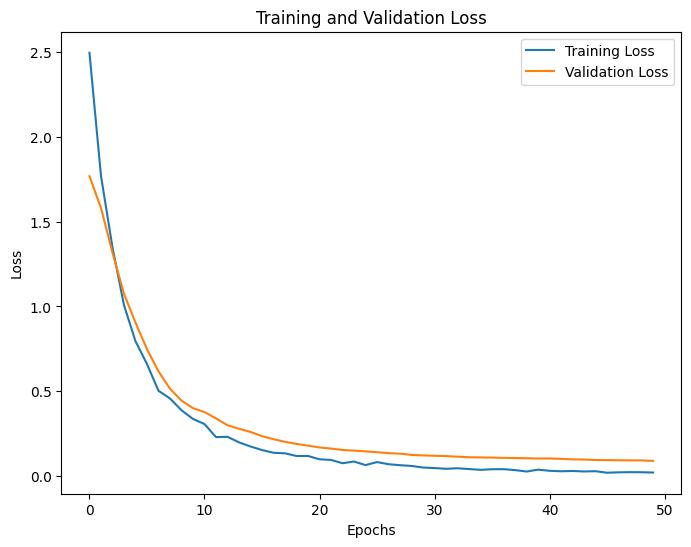 Training and Validation Loss
Training Loss
Validation Loss
2.5
2.0
1.5
1.0
0.5
0.0
Loss
0 10 20 30 40 50
Epochs